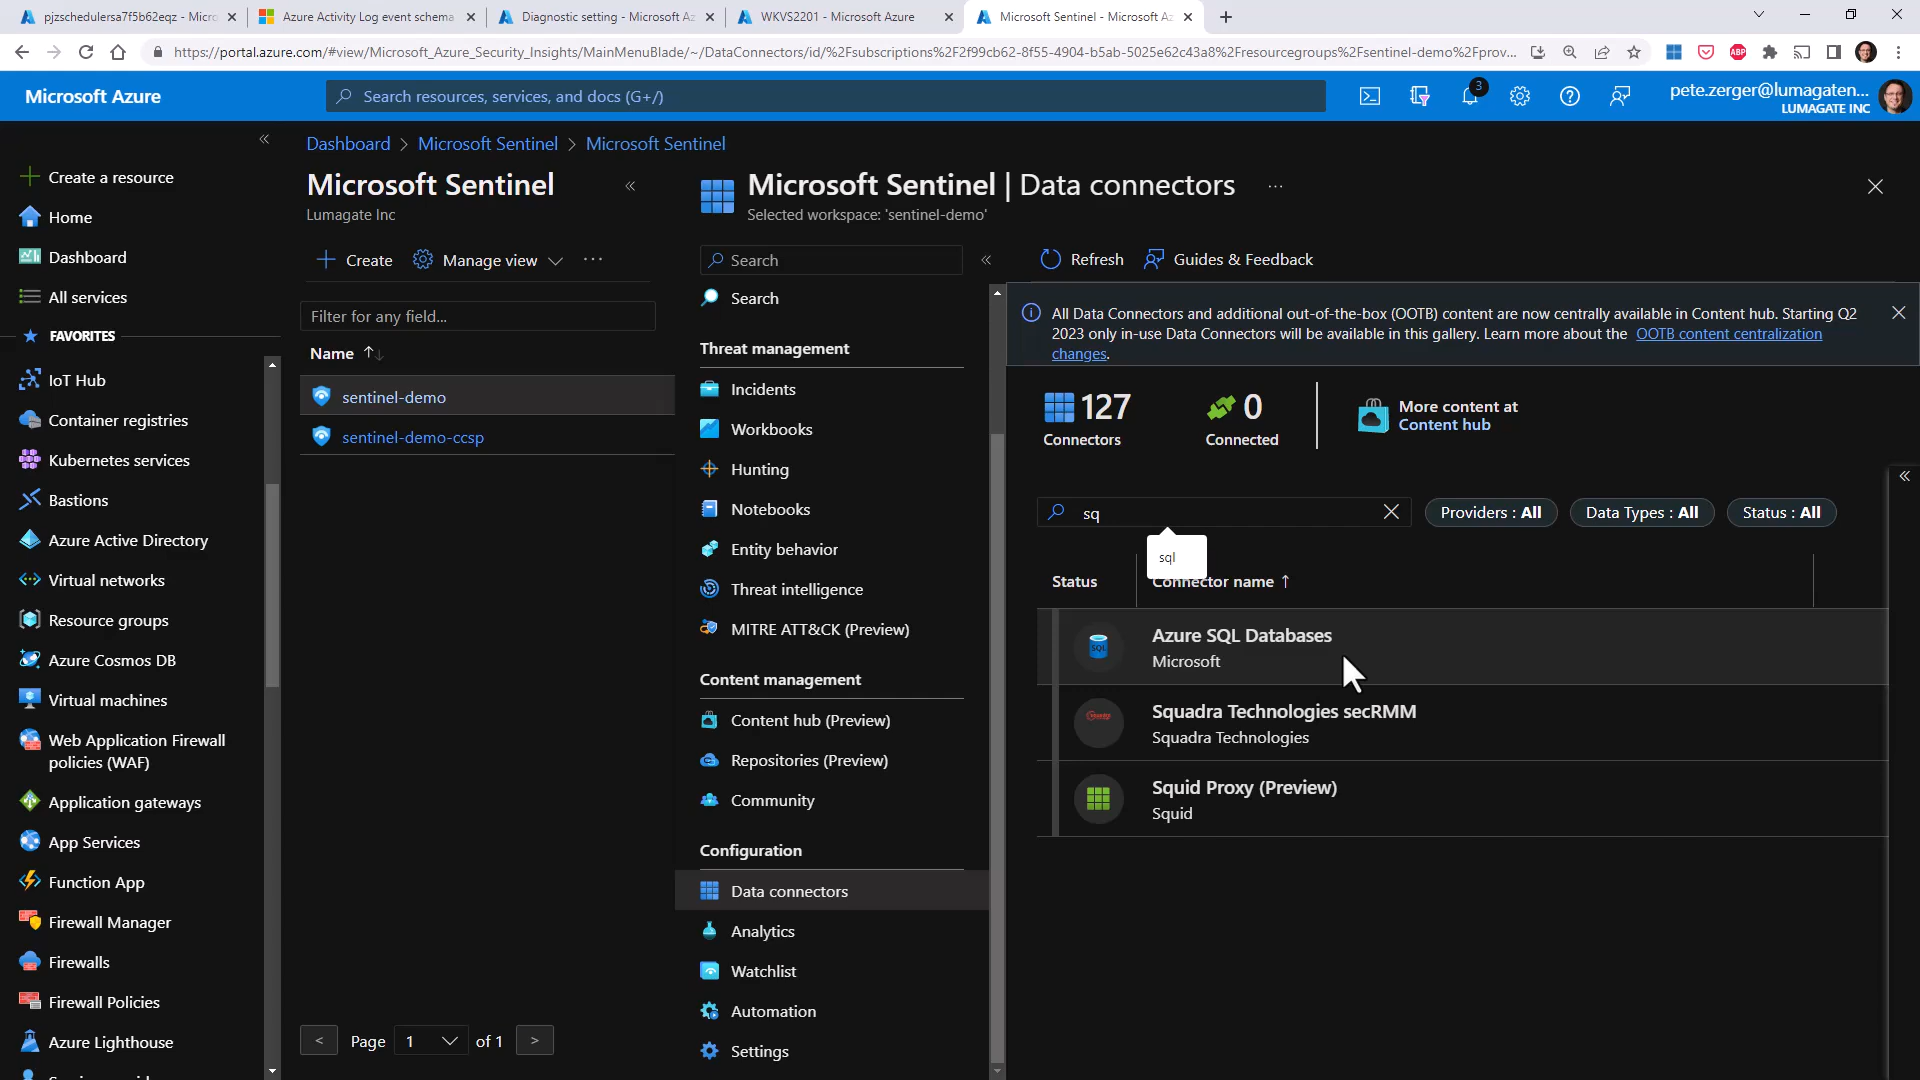 pjzschedulersa7f5b62eqz - Micro
Azure Activity Log event schema
Diagnostic setting - Microsoft Az
WKVS2201 - Microsoft Azure
Microsoft Sentinel - Microsoft Az
https://portal.azure.com/#view/Microsoft_Azure_Security_Insights/MainMenuBlade/~/DataConnectors/id/%2Fsubscriptions%2F2f99cb62-8f55-4904-b5ab-5025e62c43a8%2Fresourcegroups%2Fsentinel-demo%2Fprov...
ABP
Microsoft Azure
Search resources, services, and docs (G+/)
3
pete.zerger@lumagaten...
LUMAGATE INC
Create a resource
Home
Dashboard
All services
FAVORITES
IoT Hub
Container registries
Kubernetes services
Bastions
Azure Active Directory
Virtual networks
Resource groups
Azure Cosmos DB
Virtual machines
Web Application Firewall
policies (WAF)
Application gateways
App Services
Function App
Firewall Manager
Firewalls
Firewall Policies
Azure Lighthouse
Dashboard > Microsoft Sentinel > Microsoft Sentinel
Microsoft Sentinel
Lumagate Inc
Create
Manage view
Filter for any field...
Name
sentinel-demo
sentinel-demo-ccsp
< Page 1 of 1 >
Microsoft Sentinel | Data connectors
Selected workspace: 'sentinel-demo'
Search
Search
Threat management
Incidents
Workbooks
Hunting
Notebooks
Entity behavior
Threat intelligence
MITRE ATT&CK (Preview)
Content management
Content hub (Preview)
Repositories (Preview)
Community
Configuration
Data connectors
Analytics
Watchlist
Automation
Settings
Refresh
Guides & Feedback
All Data Connectors and additional out-of-the-box (OOTB) content are now centrally available in Content hub. Starting Q2
2023 only in-use Data Connectors will be available in this gallery. Learn more about the OOTB content centralization
changes.
127
Connectors
0
Connected
More content at
Content hub
sq
Providers : All
Data Types : All
Status : All
sql
Status
Connector name
SQL
Azure SQL Databases
Microsoft
Squadra Technologies secRMM
Squadra Technologies
Squid Proxy (Preview)
Squid